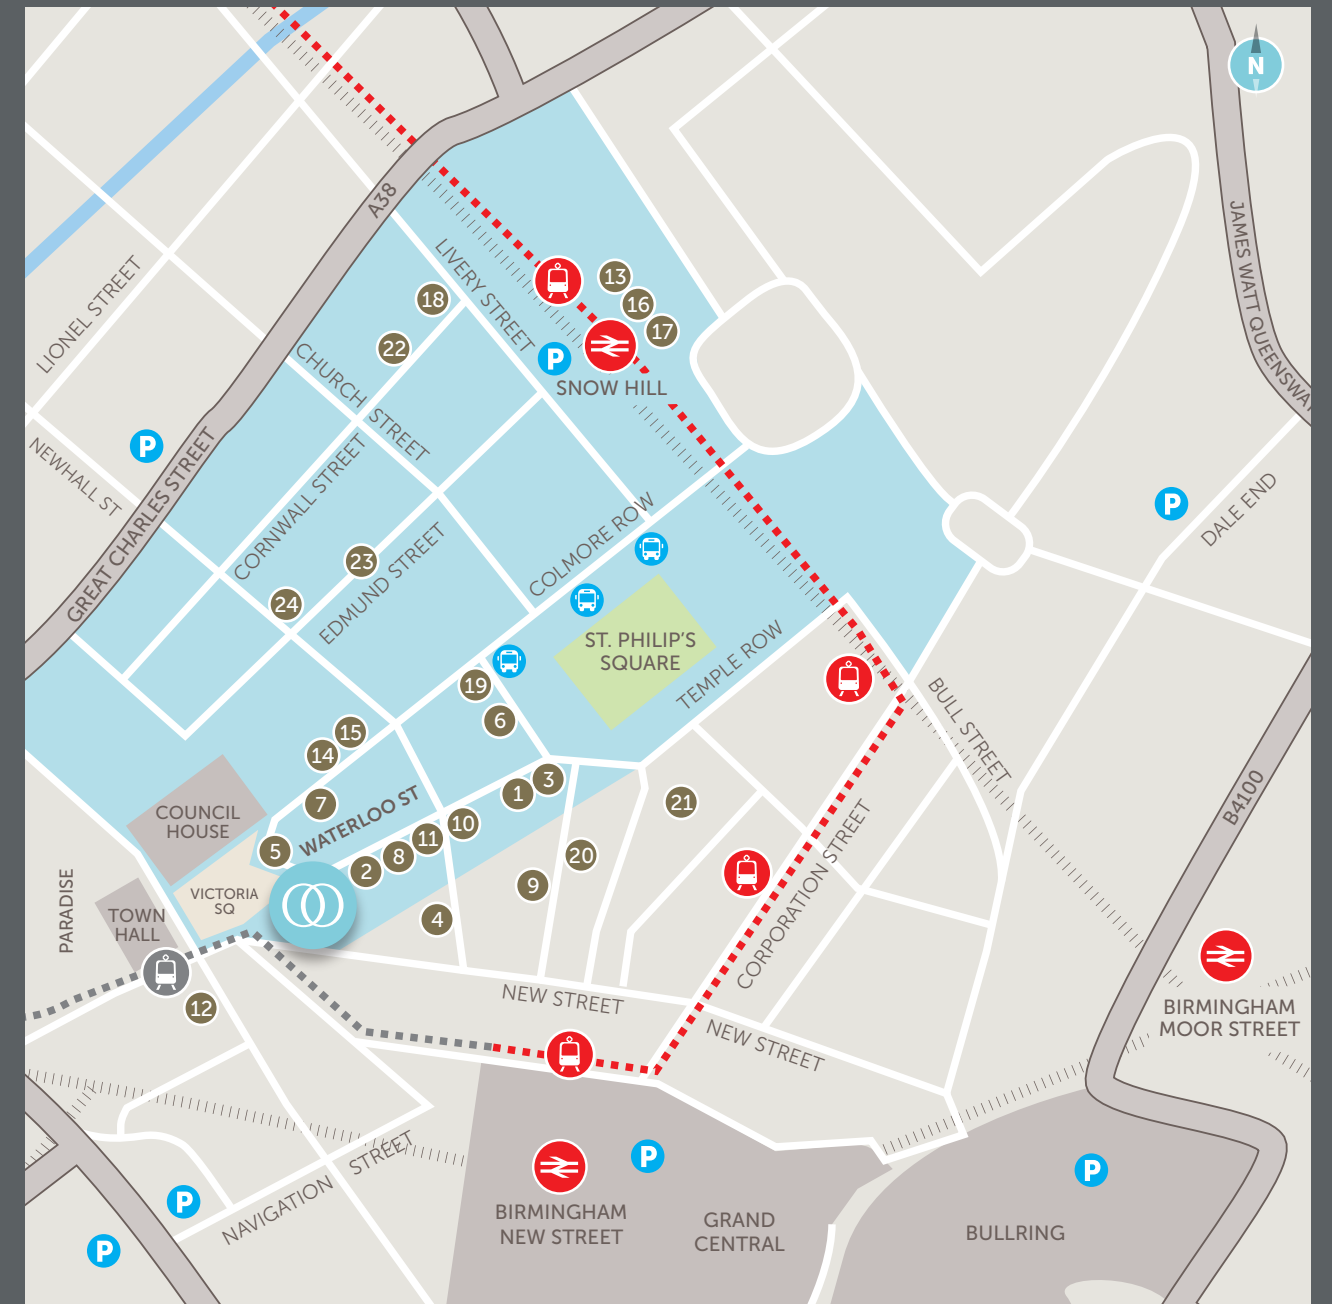 N
A38
JAMES WATT QUEENSWAY
LIVERY STREET
LIONEL STREET
13
16
17
18
22
P
SNOW HILL
CHURCH STREET
P
NEWHALL ST
GREAT CHARLES STREET
CORNWALL STREET
COLMORE ROW
P
DALE END
23
EDMUND STREET
24
ST. PHILIP'S
SQUARE
TEMPLE ROW
19
6
15
14
BULL STREET
3
1
7
WATERLOO ST
COUNCIL
HOUSE
21
B4100
10
11
8
2
5
20
9
4
VICTORIA
SQ
CORPORATION STREET
PARADISE
TOWN
HALL
12
NEW STREET
NEW STREET
BIRMINGHAM
MOOR STREET
NAVIGATION STREET
P
P
P
P
BIRMINGHAM
NEW STREET
GRAND
CENTRAL
BULLRING